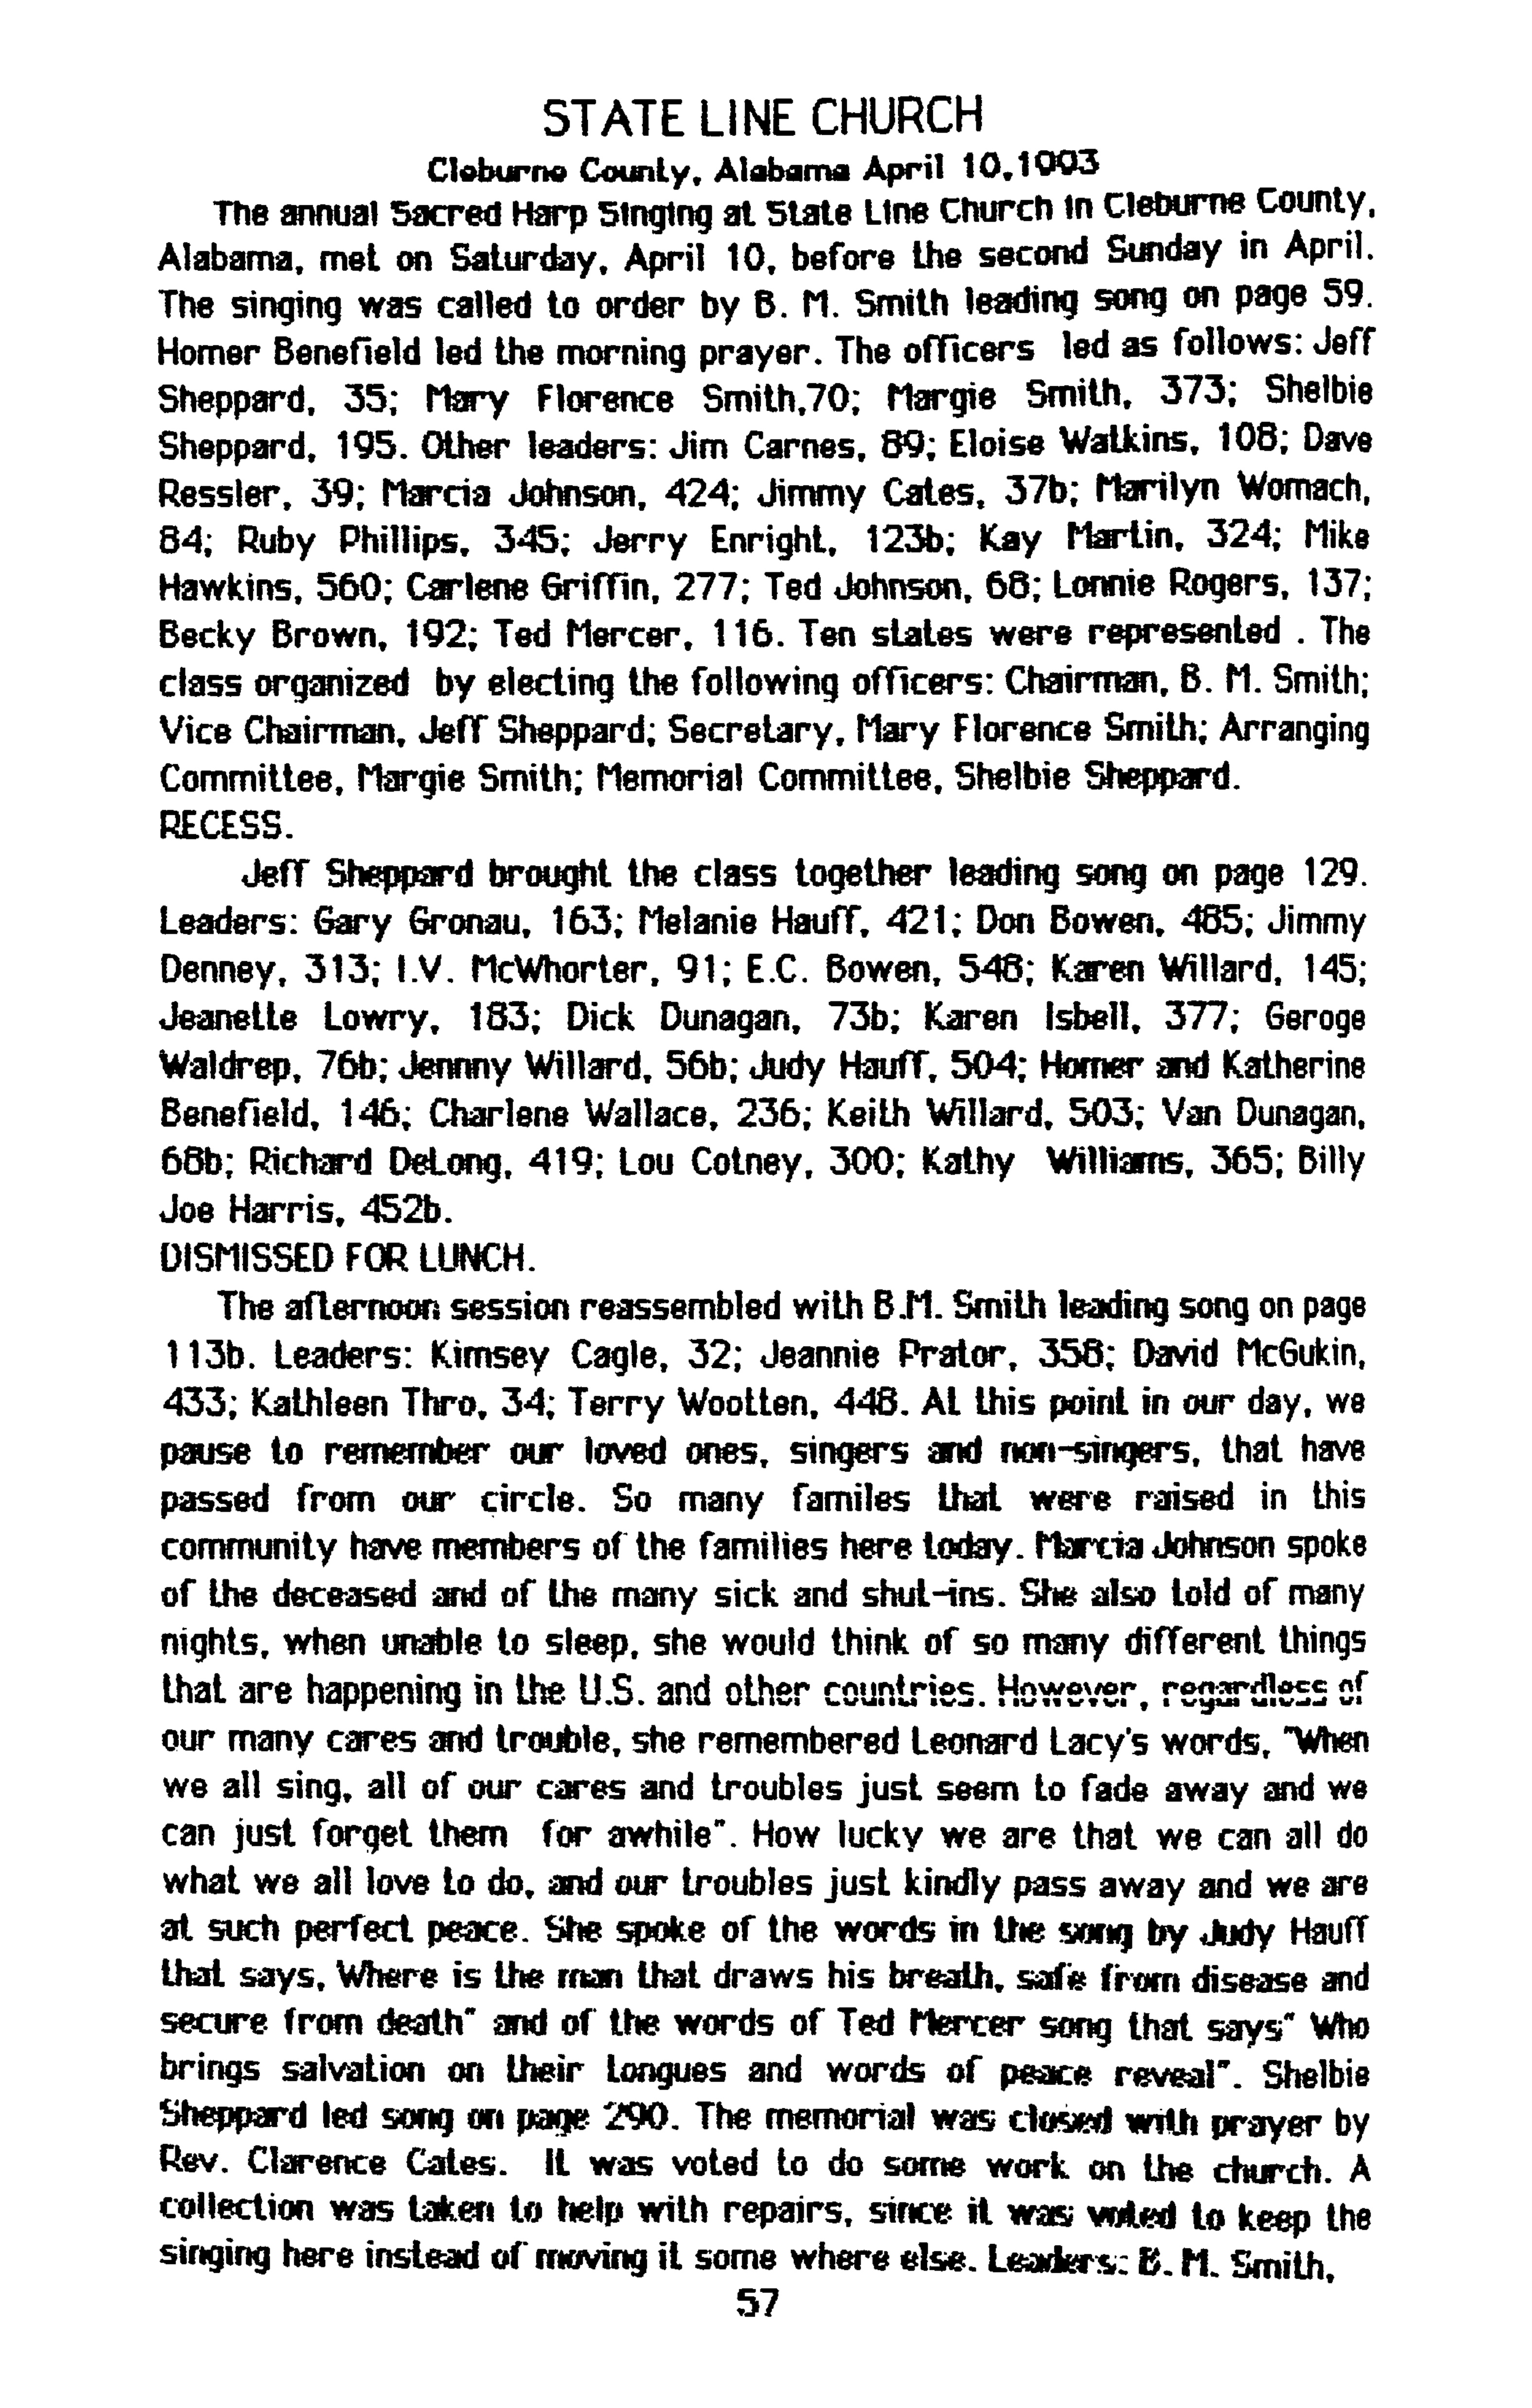 STATE LINE CHURCH
Cleburne County, Alabama April 10,1993
The annual Sacred Harp Singing at State Line Church in Cleburne County,
Alabama, met on Saturday, April 10, before the second Sunday in April.
The singing was called to order by B. M. Smith leading song on page 59.
Homer Benefield led the morning prayer. The officers led as follows: Jeff
Sheppard, 35; Mary Florence Smith,70; Margie Smith, 373; Shelbie
Sheppard, 195. Other leaders: Jim Carnes, 89; Eloise Watkins, 108; Dave
Ressler, 39; Marcia Johnson, 424; Jimmy Cates, 37b; Marilyn Womach,
84; Ruby Phillips, 345; Jerry Enright, 123b; Kay Martin, 324; Mike
Hawkins, 560; Carlene Griffin, 277; Ted Johnson, 68; Lonnie Rogers, 137;
Becky Brown, 192; Ted Mercer, 116. Ten states were represented . The
class organized by electing the following officers: Chairman, B. M. Smith;
Vice Chairman, Jeff Sheppard; Secretary, Mary Florence Smith; Arranging
Committee, Margie Smith; Memorial Committee, Shelbie Sheppard.
RECESS.
Jeff Sheppard brought the class together leading song on page 129.
Leaders: Gary Gronau, 163; Melanie Hauff, 421; Don Bowen, 485; Jimmy
Denney, 313; I.V. McWhorter, 91; E.C. Bowen, 548; Karen Willard, 145;
Jeanette Lowry, 183; Dick Dunagan, 73b; Karen Isbell, 377; Geroge
Waldrep, 76b; Jennny Willard, 56b; Judy Hauff, 504; Homer and Katherine
Benefield, 146; Charlene Wallace, 236; Keith Willard, 503; Van Dunagan,
68b; Richard DeLong, 419; Lou Cotney, 300; Kathy Williams, 365; Billy
Joe Harris, 452b.
DISMISSED FOR LUNCH.
The afternoon session reassembled with B.M. Smith leading song on page
113b. Leaders: Kimsey Cagle, 32; Jeannie Prator, 358; David McGukin,
433; Kathleen Thro, 34; Terry Wootten, 448. At this point in our day, we
pause to remember our loved ones, singers and non-singers, that have
passed from our circle. So many familes that were raised in this
community have members of the families here today. Marcia Johnson spoke
of the deceased and of the many sick and shut-ins. She also told of many
nights, when unable to sleep, she would think of so many different things
that are happening in the U.S. and other countries. However, regardless of
our many cares and trouble, she remembered Leonard Lacy's words, "When
we all sing, all of our cares and troubles just seem to fade away and we
can just forget them for awhile". How lucky we are that we can all do
what we all love to do, and our troubles just kindly pass away and we are
at such perfect peace. She spoke of the words in the song by Judy Hauff
that says, Where is the man that draws his breath, safe from disease and
secure from death" and of the words of Ted Mercer song that says" Who
brings salvation on their tongues and words of peace reveal". Shelbie
Sheppard led song on page 290. The memorial was closed with prayer by
Rev. Clarence Cates. It was voted to do some work on the church. A
collection was taken to help with repairs, since it was voted to keep the
singing here instead of moving it some where else. Leaders: B. M. Smith,
57